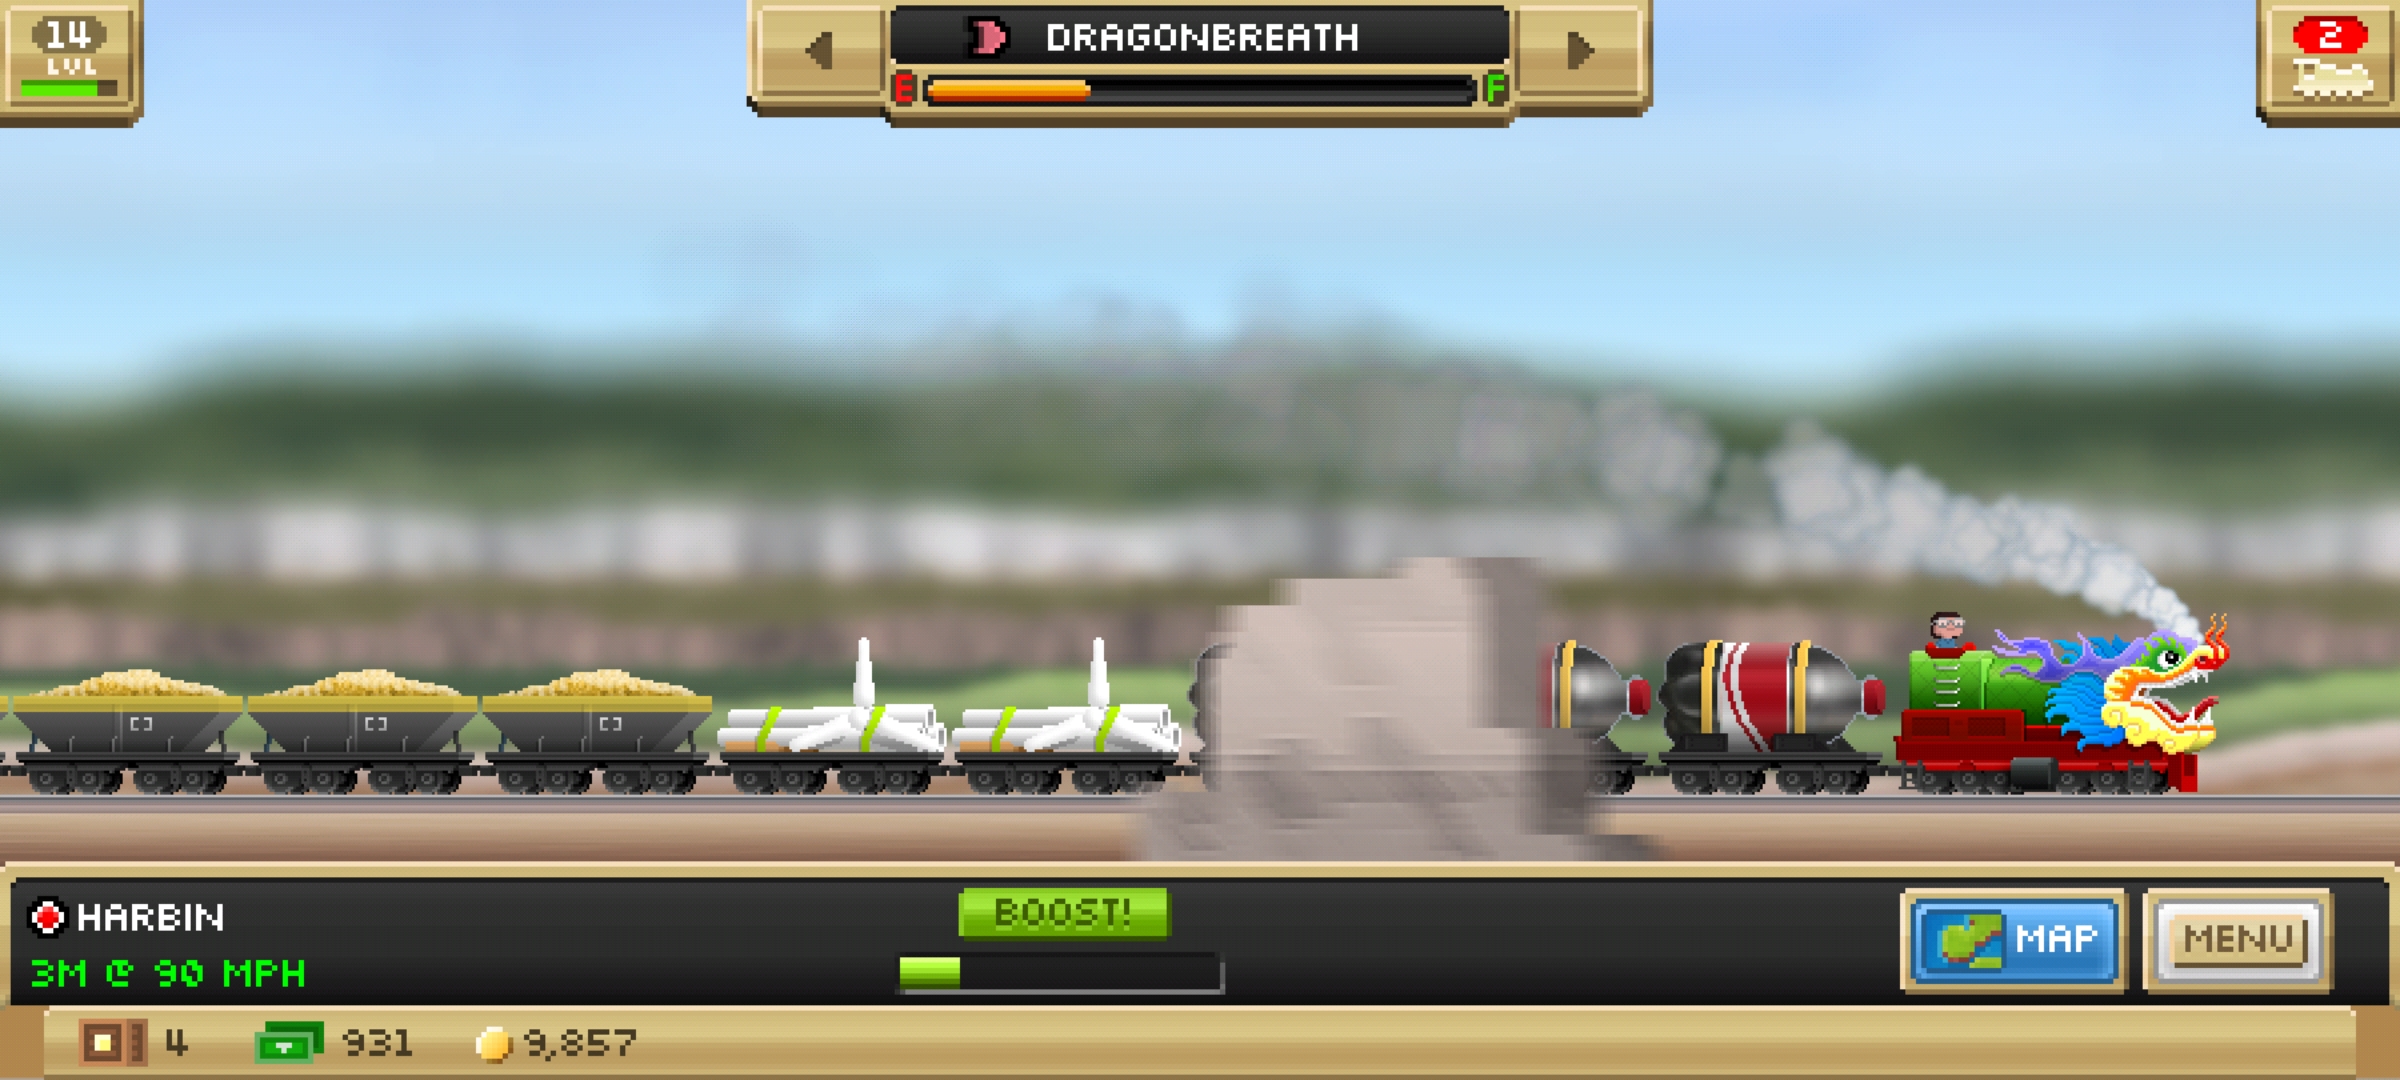 14
LVL
DRAGONBREATH
E F
2
HARBIN
3M @ 90 MPH
BOOST!
MAP
MENU
4
931
9,857